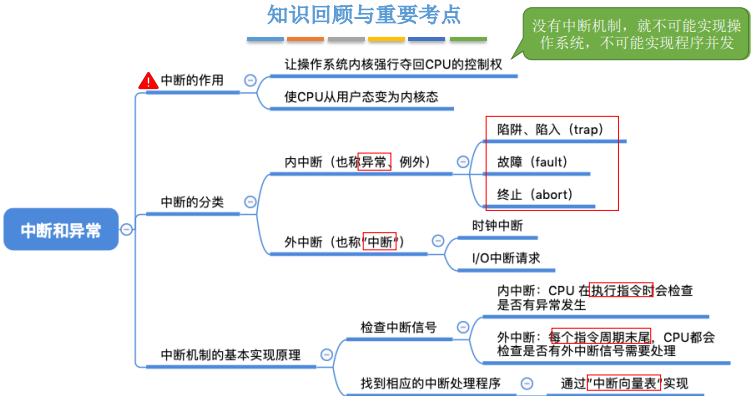 知识回顾与重要考点
没有中断机制，就不可能实现操
作系统，不可能实现程序并发
让操作系统内核强行夺回CPU的控制权
中断的作用
使CPU从用户态变为内核态
陷阱、陷入（trap）
内中断（也称异常、例外）
故障（fault）
终止（abort）
中断的分类
时钟中断
外中断（也称“中断”）
I/O中断请求
中断和异常
内中断：CPU 在执行指令时会检查
是否有异常发生
检查中断信号
外中断：每个指令周期末尾，CPU都会
检查是否有外中断信号需要处理
中断机制的基本实现原理
找到相应的中断处理程序
通过“中断向量表”实现